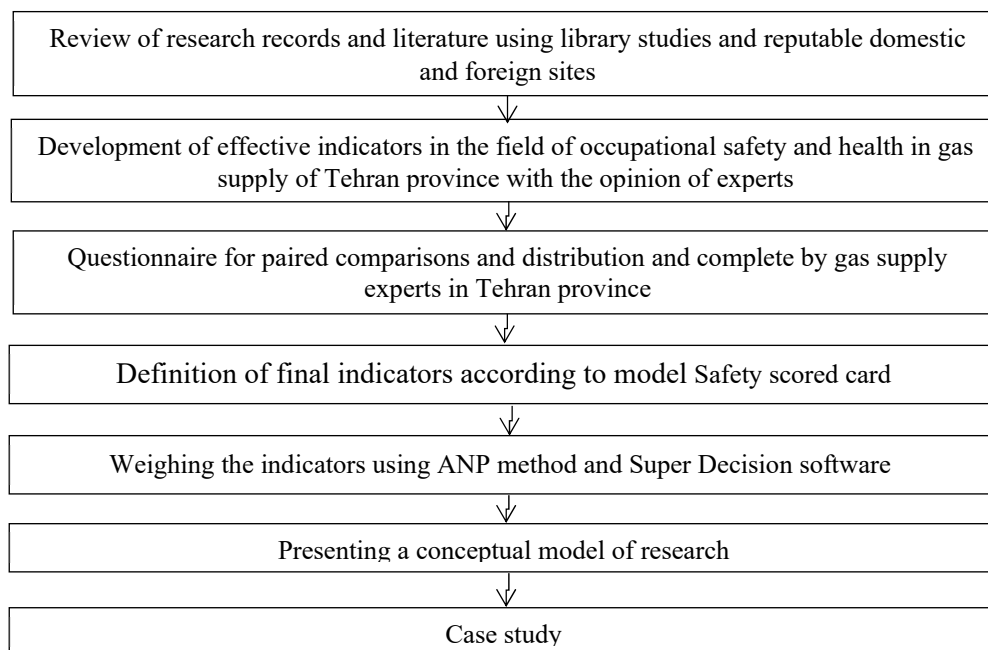 Review of research records and literature using library studies and reputable domestic
and foreign sites
Development of effective indicators in the field of occupational safety and health in gas
supply of Tehran province with the opinion of experts
Questionnaire for paired comparisons and distribution and complete by gas supply
experts in Tehran province
Definition of final indicators according to model Safety scored card
Weighing the indicators using ANP method and Super Decision software
Presenting a conceptual model of research
Case study